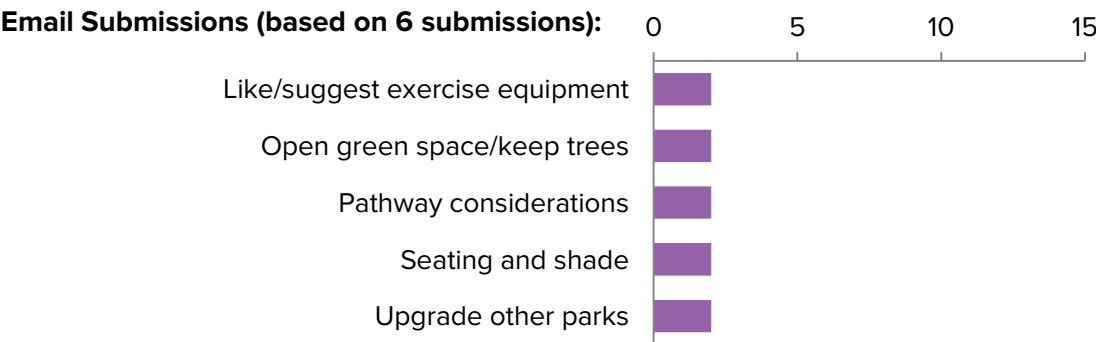 Email Submissions (based on 6 submissions):
0 5 10 15
Like/suggest exercise equipment
Open green space/keep trees
Pathway considerations
Seating and shade
Upgrade other parks